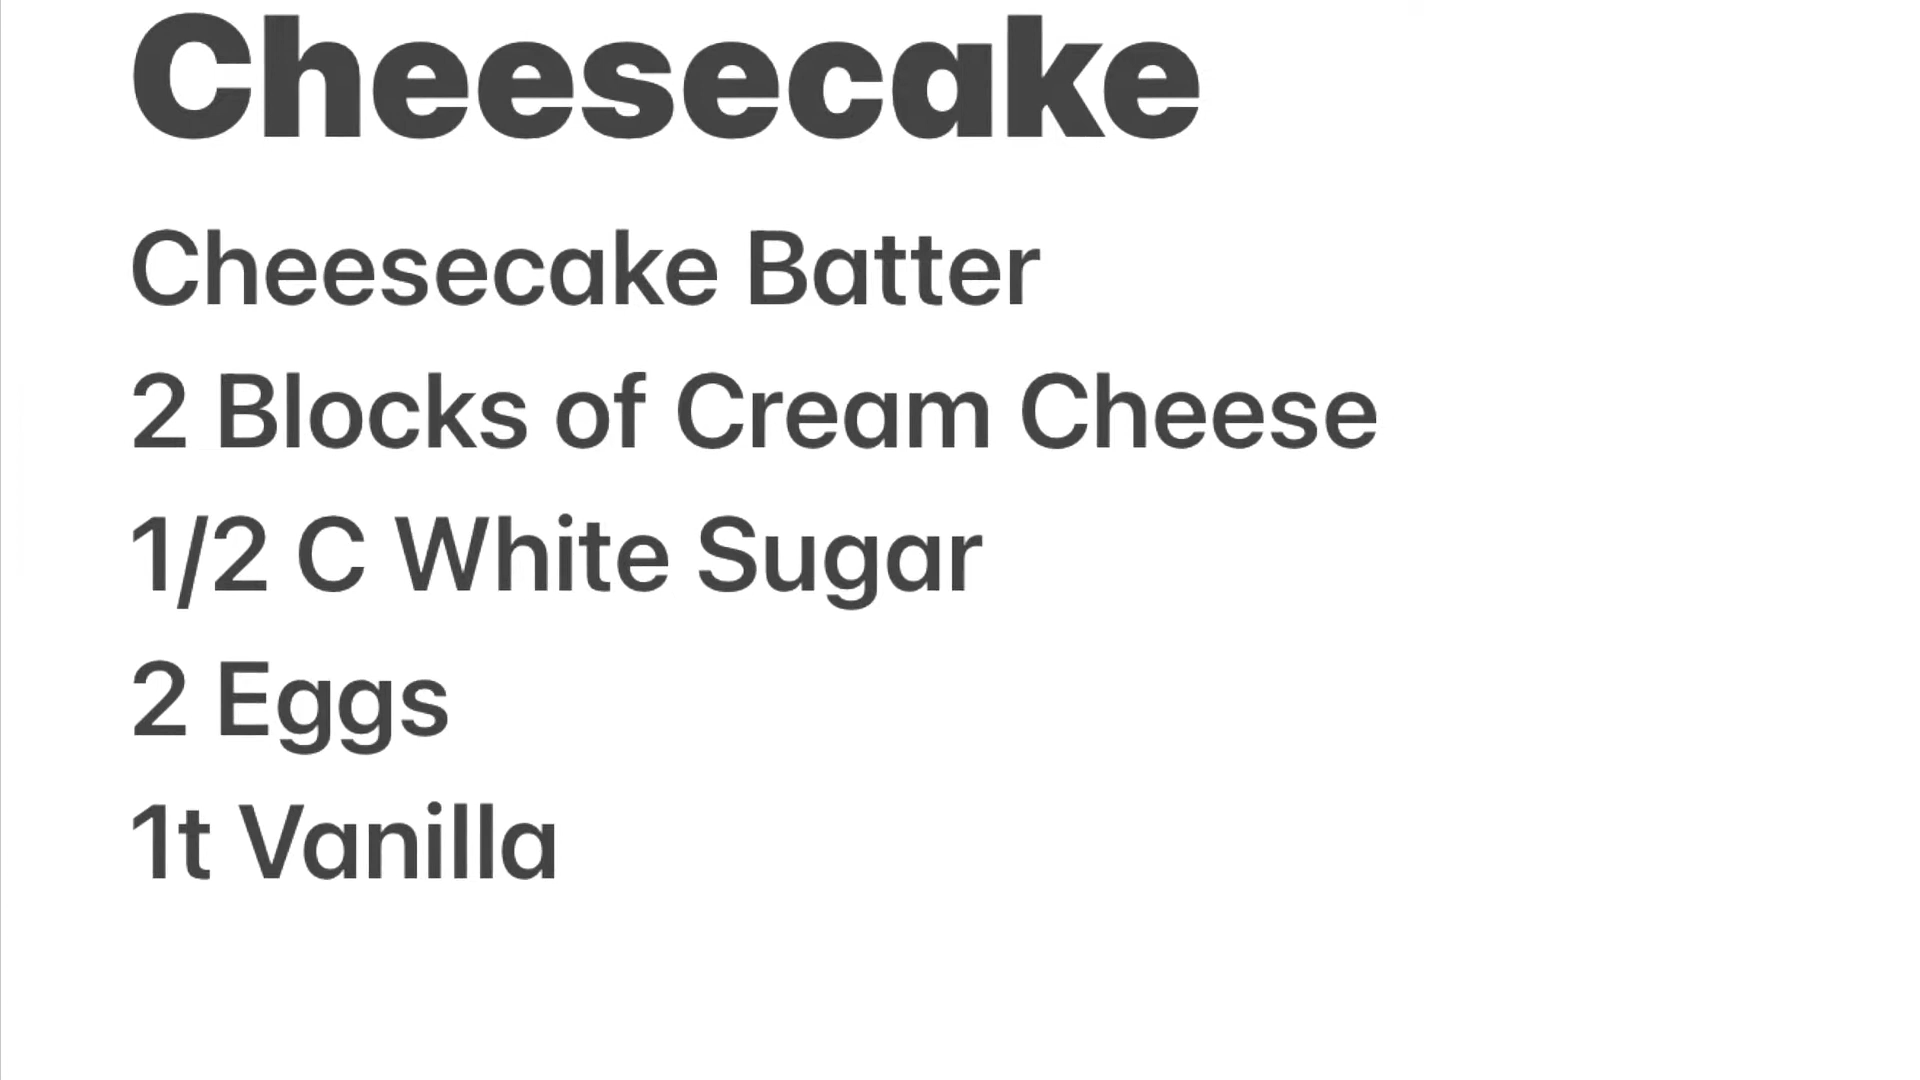 Cheesecake
Cheesecake Batter
2 Blocks of Cream Cheese
1/2 C White Sugar
2 Eggs
1t Vanilla